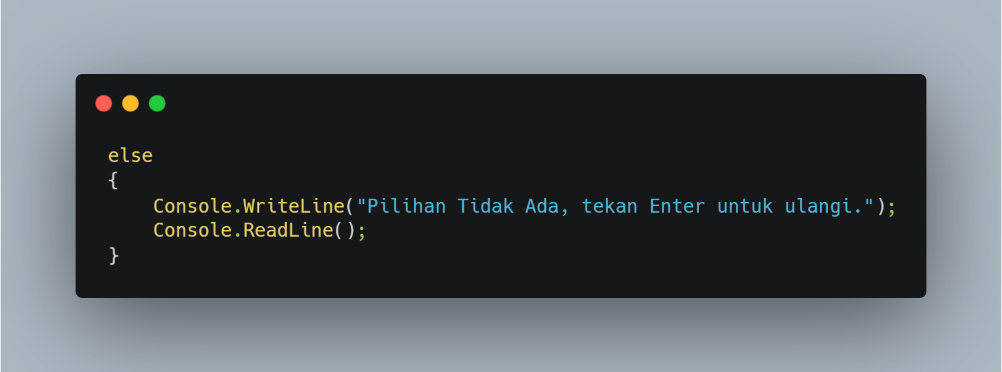 else
{
    Console.WriteLine("Pilihan Tidak Ada, tekan Enter untuk ulangi.");
    Console.ReadLine();
}